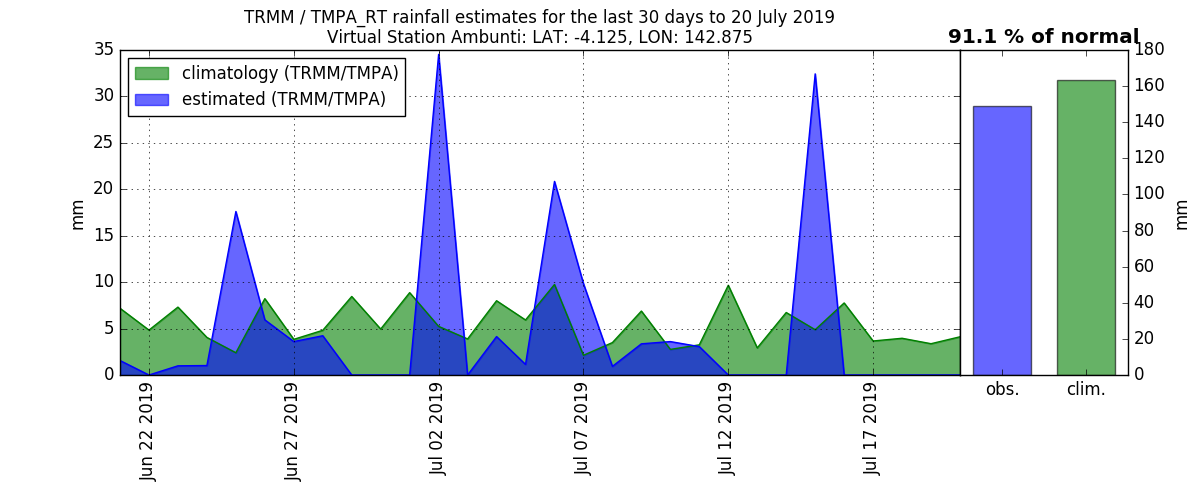 TRMM / TMPA_RT rainfall estimates for the last 30 days to 20 July 2019
Virtual Station Ambunti: LAT: -4.125, LON: 142.875
91.1 % of normal
climatology (TRMM/TMPA)
estimated (TRMM/TMPA)
35
30
25
20
15
10
5
0
mm
Jun 22 2019
Jun 27 2019
Jul 02 2019
Jul 07 2019
Jul 12 2019
Jul 17 2019
obs.
clim.
180
160
140
120
100
80
60
40
20
0
mm